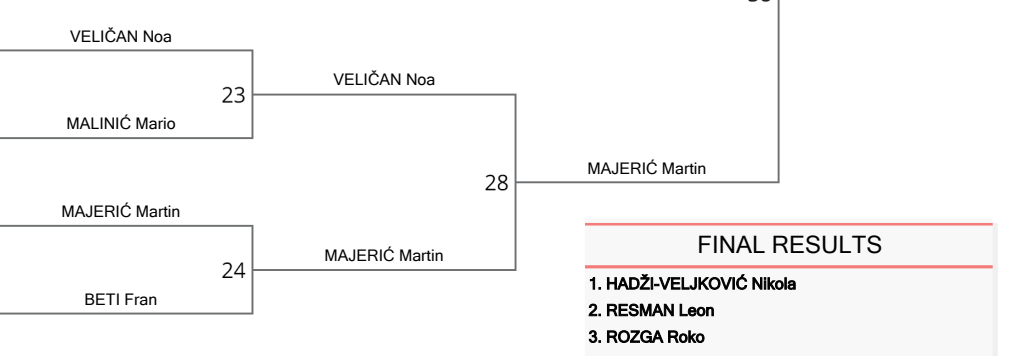 VELIČAN Noa
23
MALINIĆ Mario
VELIČAN Noa
MAJERIĆ Martin
24
BETI Fran
MAJERIĆ Martin
28
MAJERIĆ Martin
FINAL RESULTS
1. HADŽI-VELJKOVIĆ Nikola
2. RESMAN Leon
3. ROZGA Roko